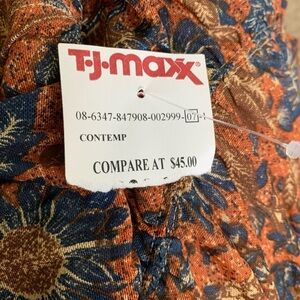 T·J·maxx®
08-6347-847908-002999-07-1
CONTEMP
COMPARE AT $45.00